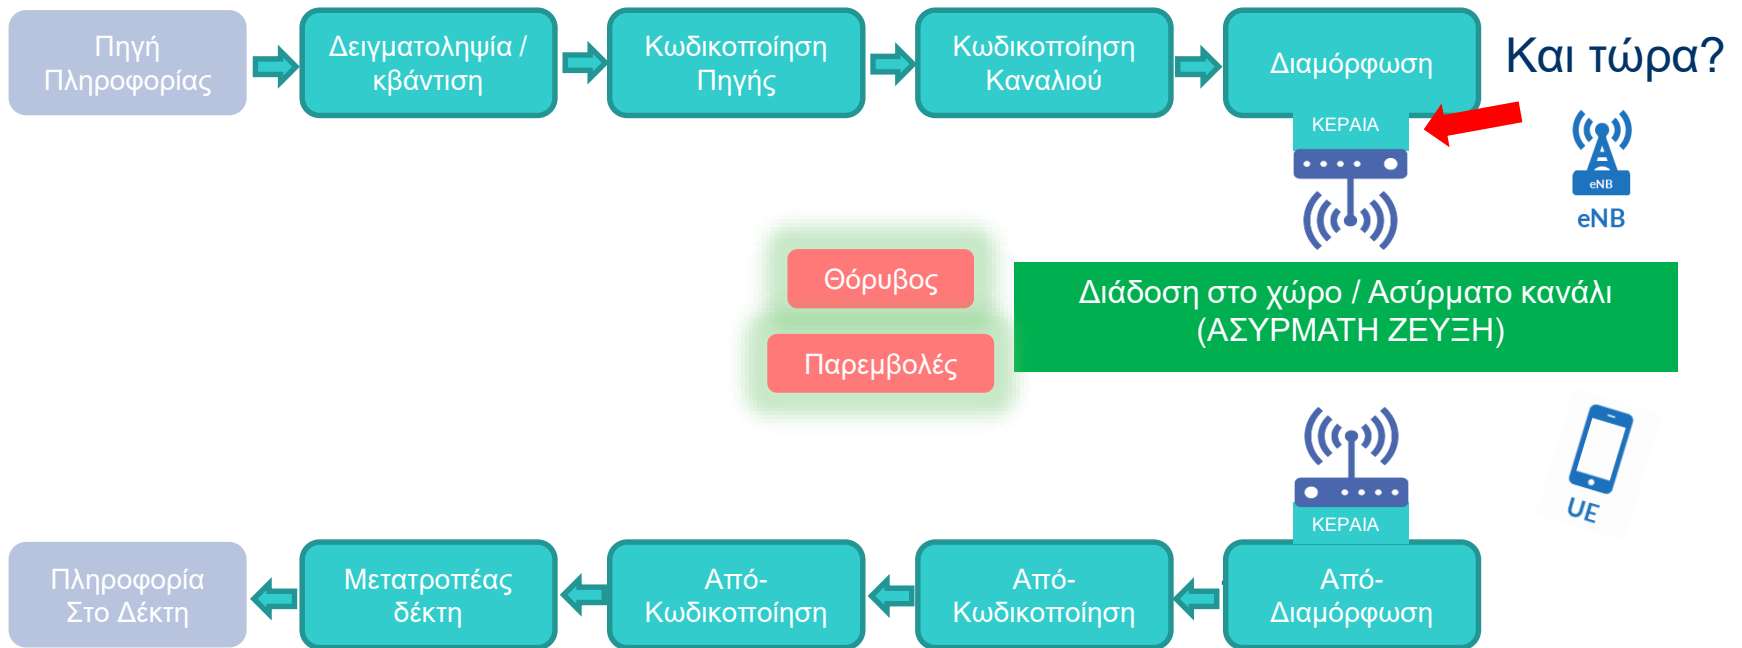 Πηγή
Πληροφορίας
Δειγματοληψία /
κβάντιση
Κωδικοποίηση
Πηγής
Κωδικοποίηση
Καναλιού
Διαμόρφωση
Και τώρα?
ΚΕΡΑΙΑ
eNB
eNB
Θόρυβος
Παρεμβολές
Διάδοση στο χώρο / Ασύρματο κανάλι
(ΑΣΥΡΜΑΤΗ ΖΕΥΞΗ)
UE
ΚΕΡΑΙΑ
Πληροφορία
Στο Δέκτη
Μετατροπέας
δέκτη
Από-
Κωδικοποίηση
Από-
Κωδικοποίηση
Από-
Διαμόρφωση